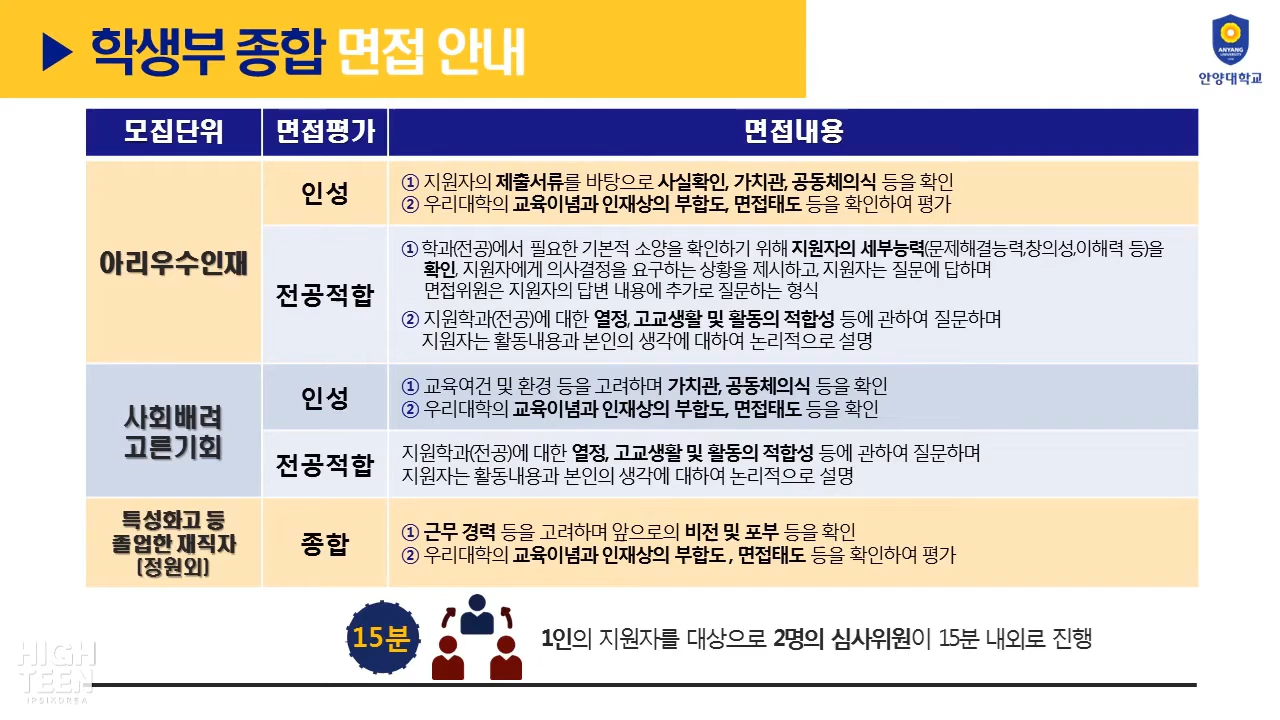 ▶ 학생부 종합 면접 안내
ANYANG
UNIVERSITY
안양대학교
모집단위 면접평가 면접내용
아리우수인재
인성
① 지원자의 제출서류를 바탕으로 사실확인, 가치관, 공동체의식 등을 확인
② 우리대학의 교육이념과 인재상의 부합도, 면접태도 등을 확인하여 평가
전공적합
① 학과(전공)에서 필요한 기본적 소양을 확인하기 위해 지원자의 세부능력(문제해결능력,창의성,이해력 등)을
확인, 지원자에게 의사결정을 요구하는 상황을 제시하고, 지원자는 질문에 답하며
면접위원은 지원자의 답변 내용에 추가로 질문하는 형식
② 지원학과(전공)에 대한 열정, 고교생활 및 활동의 적합성 등에 관하여 질문하며
지원자는 활동내용과 본인의 생각에 대하여 논리적으로 설명
사회배려
고른기회
인성
① 교육여건 및 환경 등을 고려하며 가치관, 공동체의식 등을 확인
② 우리대학의 교육이념과 인재상의 부합도, 면접태도 등을 확인
전공적합
지원학과(전공)에 대한 열정, 고교생활 및 활동의 적합성 등에 관하여 질문하며
지원자는 활동내용과 본인의 생각에 대하여 논리적으로 설명
특성화고 등
졸업한 재직자
(정원외)
종합
① 근무 경력 등을 고려하며 앞으로의 비전 및 포부 등을 확인
② 우리대학의 교육이념과 인재상의 부합도 , 면접태도 등을 확인하여 평가
15분
1인의 지원자를 대상으로 2명의 심사위원이 15분 내외로 진행
HIGH
TEEN
IPSIKOREA